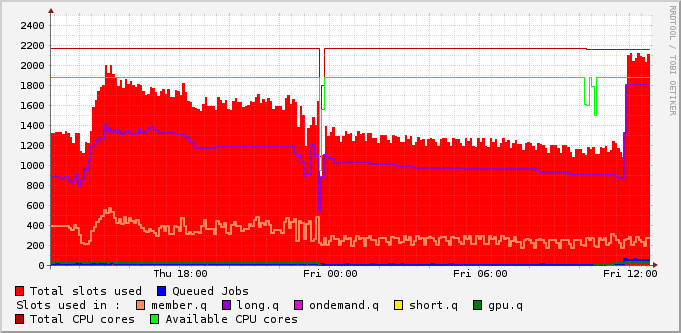 RRDTOOL / TOBI OETIKER
2400
2200
2000
1800
1600
1400
1200
1000
800
600
400
200
0
Thu 18:00 Fri 00:00 Fri 06:00 Fri 12:00
Total slots used Queued Jobs
Slots used in : member.q long.q ondemand.q short.q gpu.q
Total CPU cores Available CPU cores